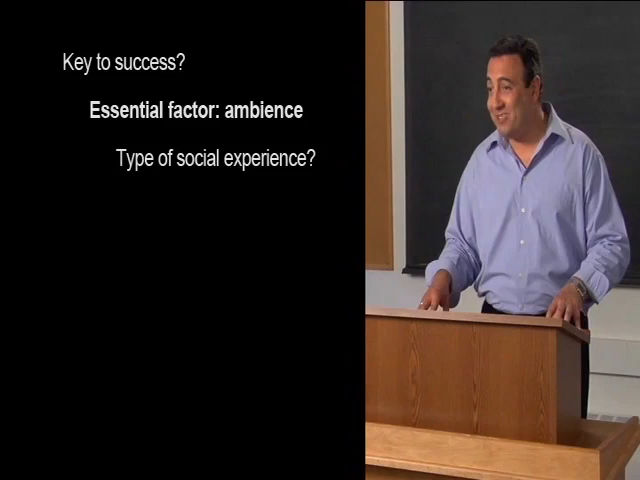 Key to success?
Essential factor: ambience
Type of social experience?